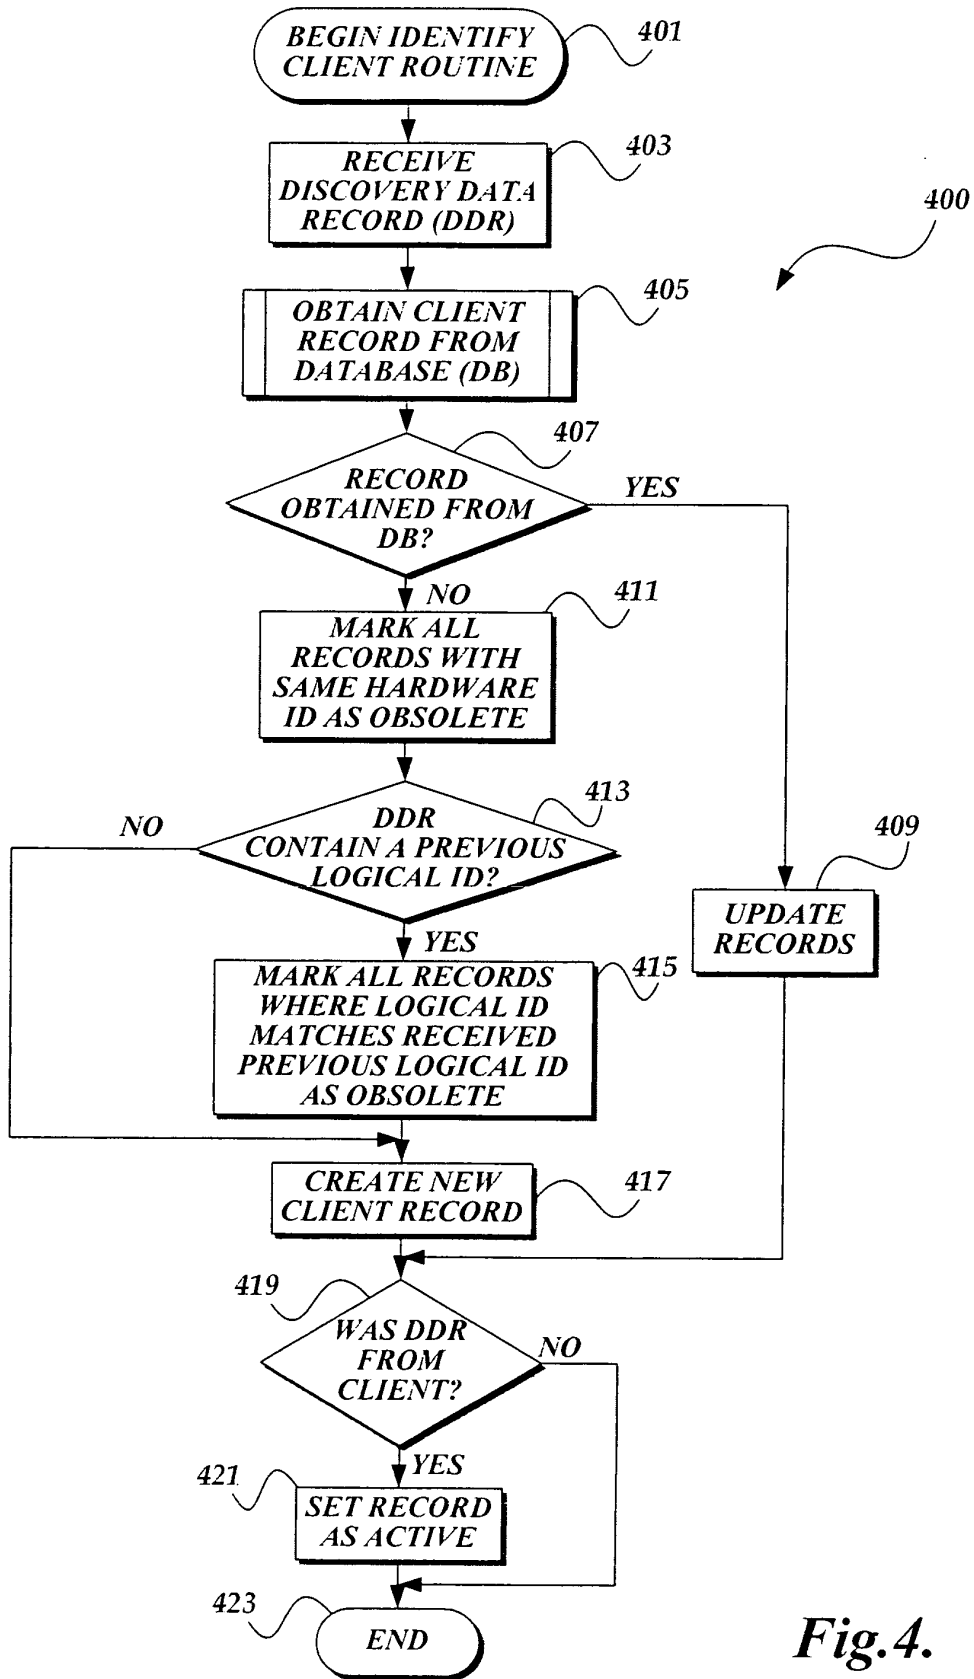 BEGIN IDENTIFY
CLIENT ROUTINE
401
RECEIVE
DISCOVERY DATA
RECORD (DDR)
403
400
OBTAIN CLIENT
RECORD FROM
DATABASE (DB)
405
407
RECORD
OBTAINED FROM
DB?
YES
NO
411
MARK ALL
RECORDS WITH
SAME HARDWARE
ID AS OBSOLETE
413
NO
DDR
CONTAIN A PREVIOUS
LOGICAL ID?
409
UPDATE
RECORDS
YES
415
MARK ALL RECORDS
WHERE LOGICAL ID
MATCHES RECEIVED
PREVIOUS LOGICAL ID
AS OBSOLETE
CREATE NEW
CLIENT RECORD
417
419
WAS DDR
FROM
CLIENT?
NO
YES
421
SET RECORD
AS ACTIVE
423
END
Fig.4.